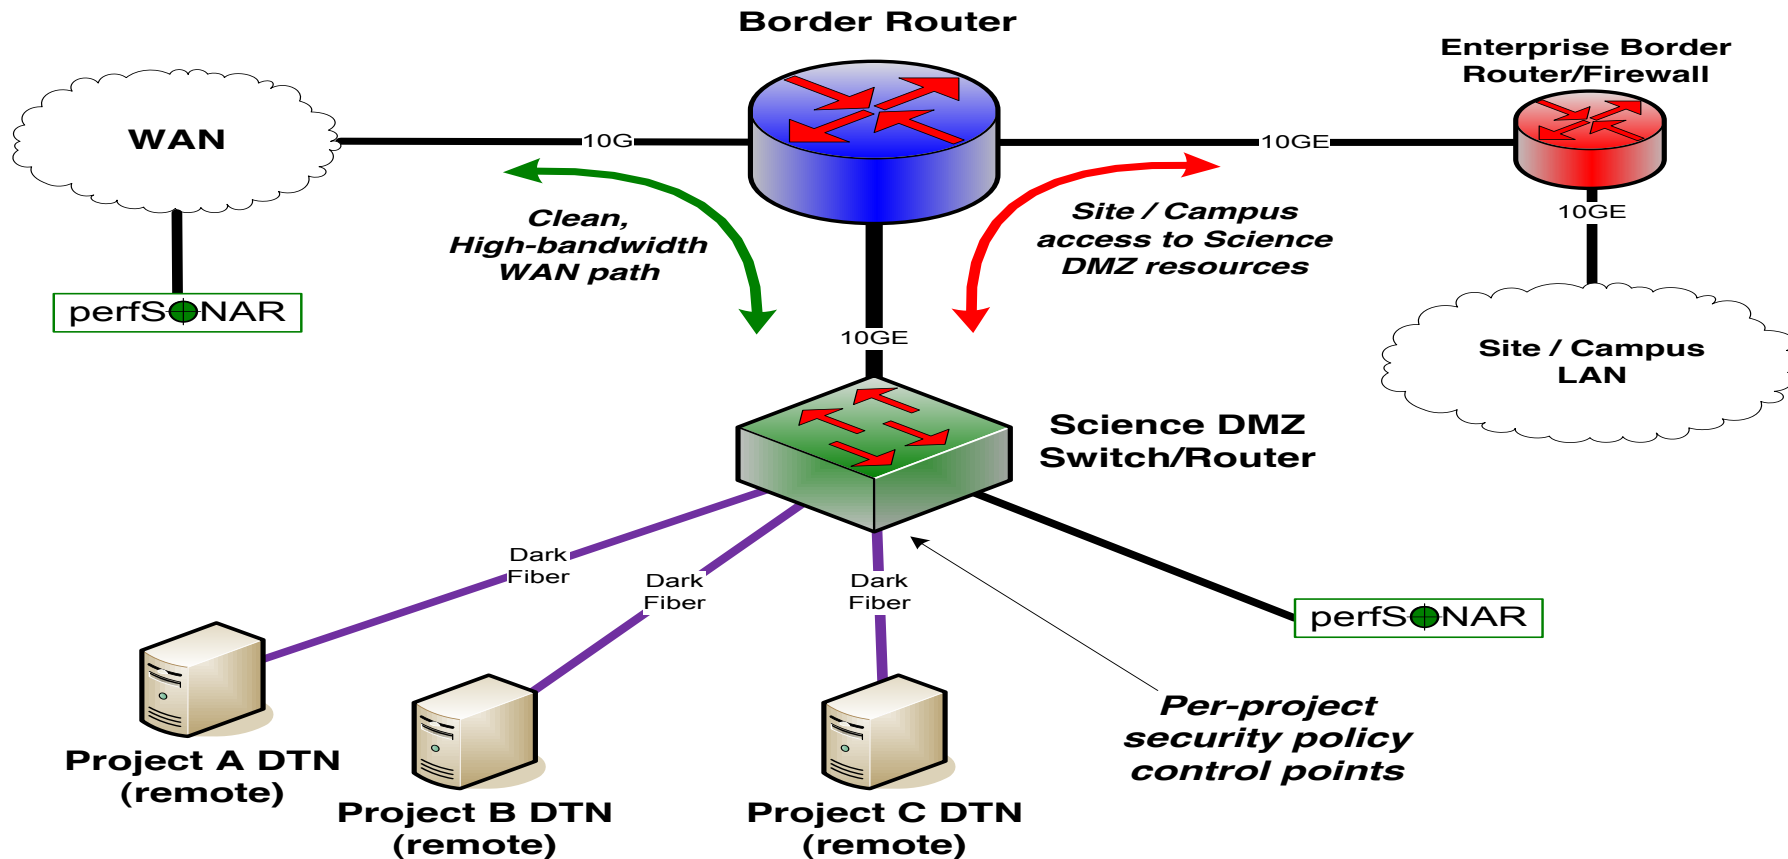 Border Router
Enterprise Border
Router/Firewall
WAN
10G
10GE
Clean,
High-bandwidth
WAN path
Site / Campus
access to Science
DMZ resources
10GE
perfSONAR
10GE
Site / Campus
LAN
Science DMZ
Switch/Router
Dark
Fiber
Dark
Fiber
Dark
Fiber
perfSONAR
Per-project
security policy
control points
Project A DTN
(remote)
Project B DTN
(remote)
Project C DTN
(remote)